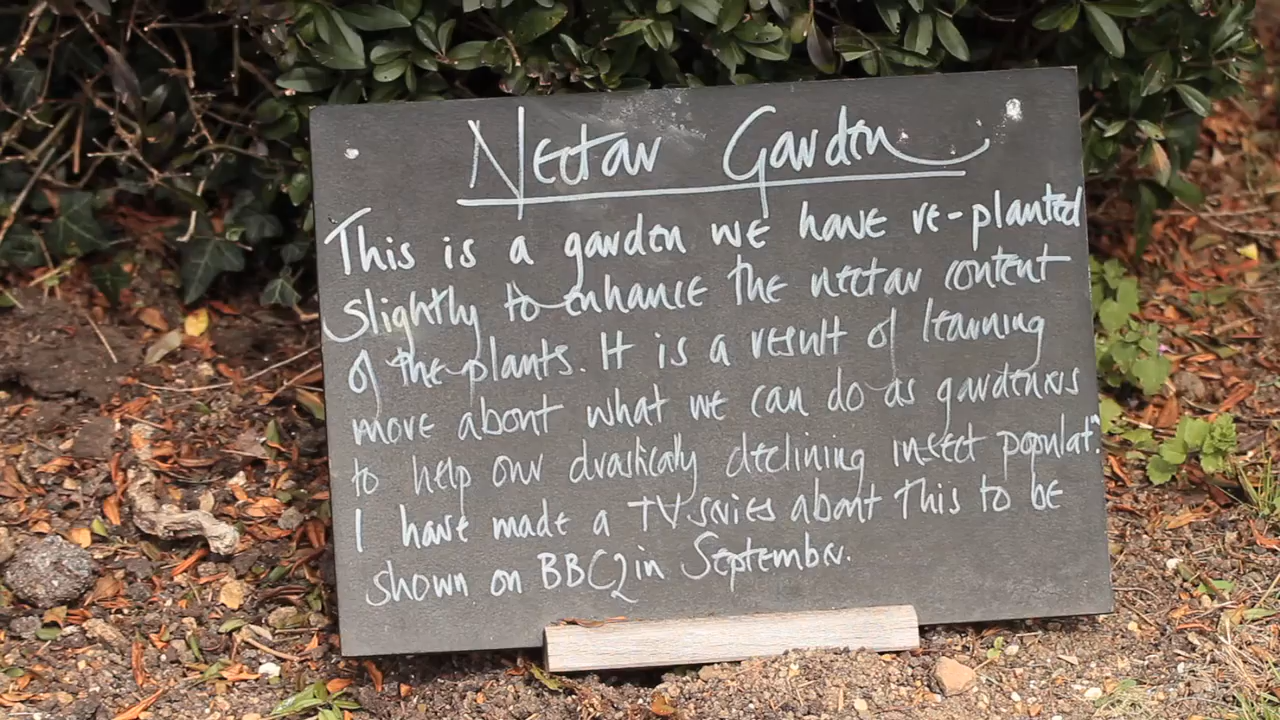 Nectar Garden
This is a garden we have re-planted
slightly to enhance the nectar content
of the plants. It is a result of learning
more about what we can do as gardeners
to help our drastically declining insect populatn.
I have made a TV series about this to be
shown on BBC2 in September.